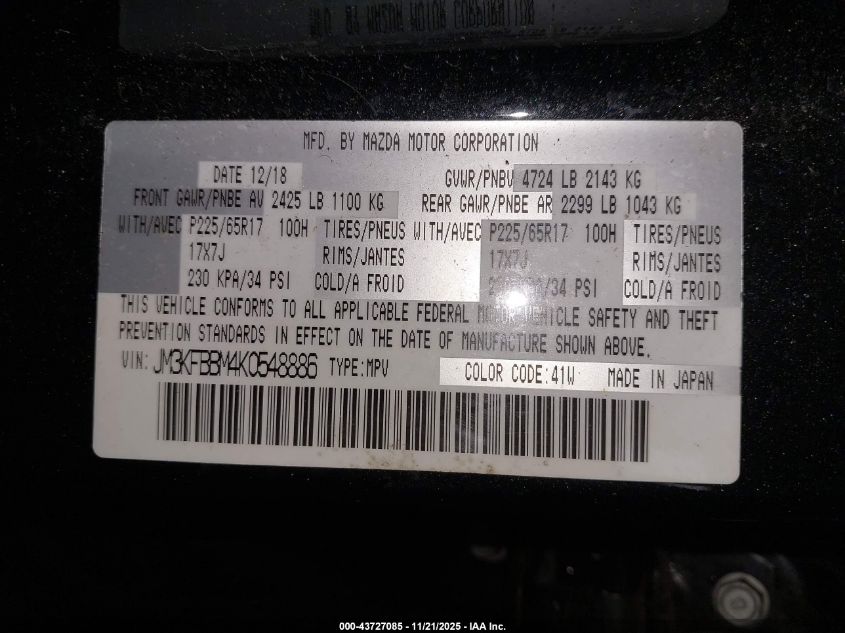 MFD. BY MAZDA MOTOR CORPORATION
DATE 12/18 GVWR/PNBV 4724 LB 2143 KG
FRONT GAWR/PNBE AV 2425 LB 1100 KG REAR GAWR/PNBE AR 2299 LB 1043 KG
WITH/AVEC P225/65R17 100H TIRES/PNEUS WITH/AVEC P225/65R17 100H TIRES/PNEUS
17X7J RIMS/JANTES 17X7J RIMS/JANTES
230 KPA/34 PSI COLD/A FROID KPA/34 PSI COLD/A FROID
THIS VEHICLE CONFORMS TO ALL APPLICABLE FEDERAL MOTOR VEHICLE SAFETY AND THEFT
PREVENTION STANDARDS IN EFFECT ON THE DATE OF MANUFACTURE SHOWN ABOVE.
VIN: JM3KFBBM4K0548886 TYPE:MPV COLOR CODE:41W MADE IN JAPAN
000-43727085 - 11/21/2025 - IAA Inc.